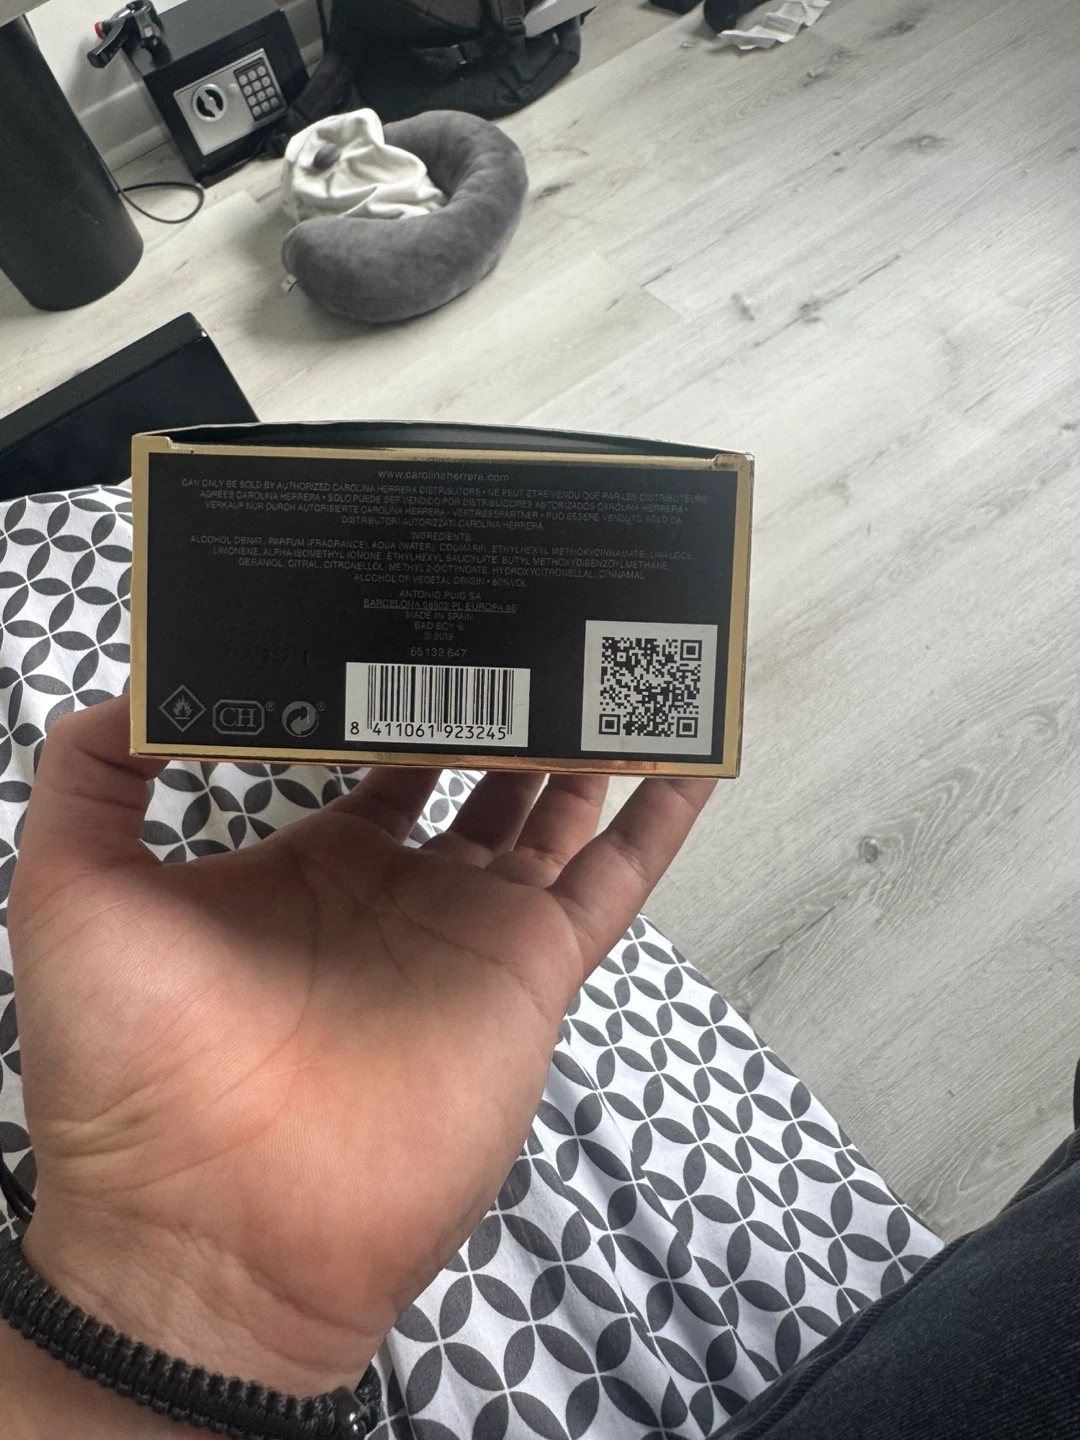 www.carolinaherrera.com
CAN ONLY BE SOLD BY AUTHORIZED CAROLINA HERRERA DISTRIBUTORS • NE PEUT ETRE VENDU QUE PAR LES DISTRIBUTEURS
AGRÉÉS CAROLINA HERRERA • SOLO PUEDE SER VENDIDO POR DISTRIBUIDORES AUTORIZADOS CAROLINA HERRERA •
VERKAUF NUR DURCH AUTORISIERTE CAROLINA HERRERA - VERTRIEBSPARTNER • PUÓ ESSERE VENDUTO SOLO DA
DISTRIBUTORI AUTORIZZATI CAROLINA HERRERA.
INGREDIENTS:
ALCOHOL DENAT., PARFUM (FRAGRANCE), AQUA (WATER), COUMARIN, ETHYLHEXYL METHOXYCINNAMATE, LINALOOL,
LIMONENE, ALPHA-ISOMETHYL IONONE, ETHYLHEXYL SALICYLATE, BUTYL METHOXYDIBENZOYLMETHANE,
GERANIOL, CITRAL, CITRONELLOL, METHYL 2-OCTYNOATE, HYDROXYCITRONELLAL, CINNAMAL
ALCOHOL OF VEGETAL ORIGIN • 80%VOL
ANTONIO PUIG SA
BARCELONA 08902 PL. EUROPA 46
MADE IN SPAIN
BAD BOY ®
© 2019
65132647
CH ®
8 411061 923245